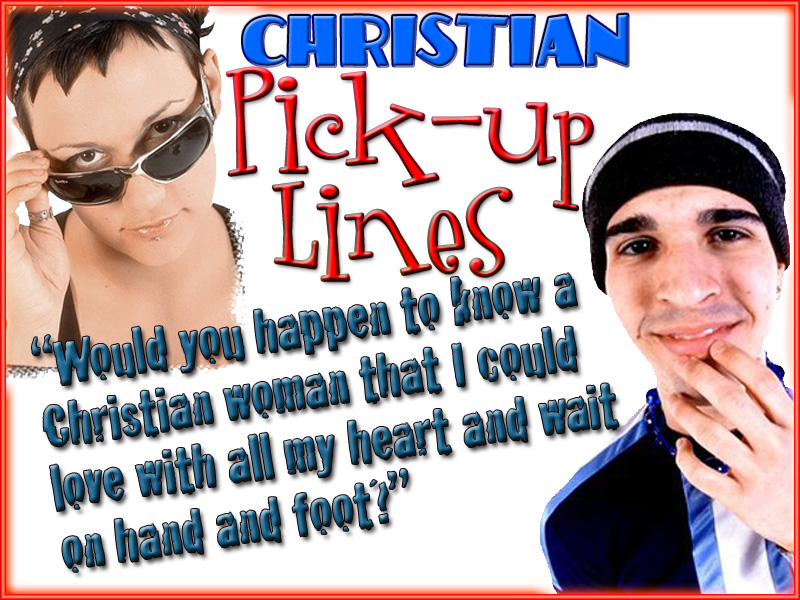 CHRISTIAN
Pick-up
Lines
“Would you happen to know a
Christian woman that I could
love with all my heart and wait
on hand and foot?”